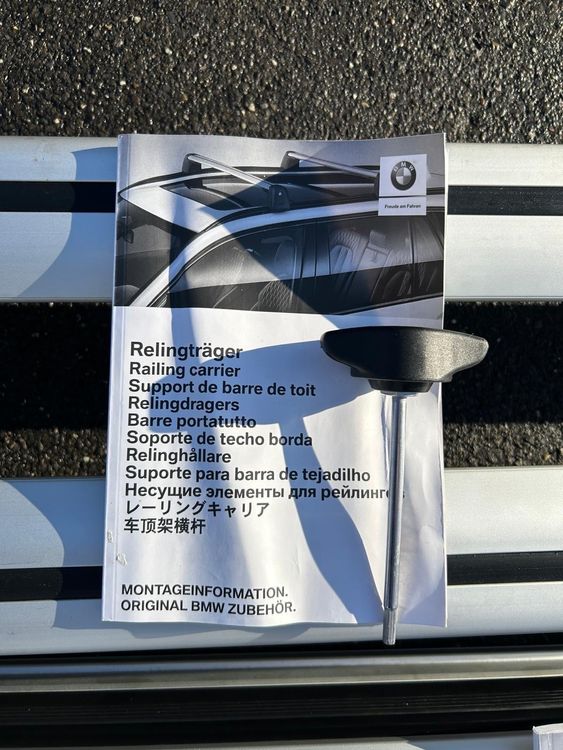 BMW
Freude am Fahren
Relingträger
Railing carrier
Support de barre de toit
Relingdragers
Barre portatutto
Soporte de techo borda
Relinghållare
Suporte para barra de tejadilho
Несущие элементы для рейлингов
レーリングキャリア
车顶架横杆
MONTAGEINFORMATION.
ORIGINAL BMW ZUBEHÖR.